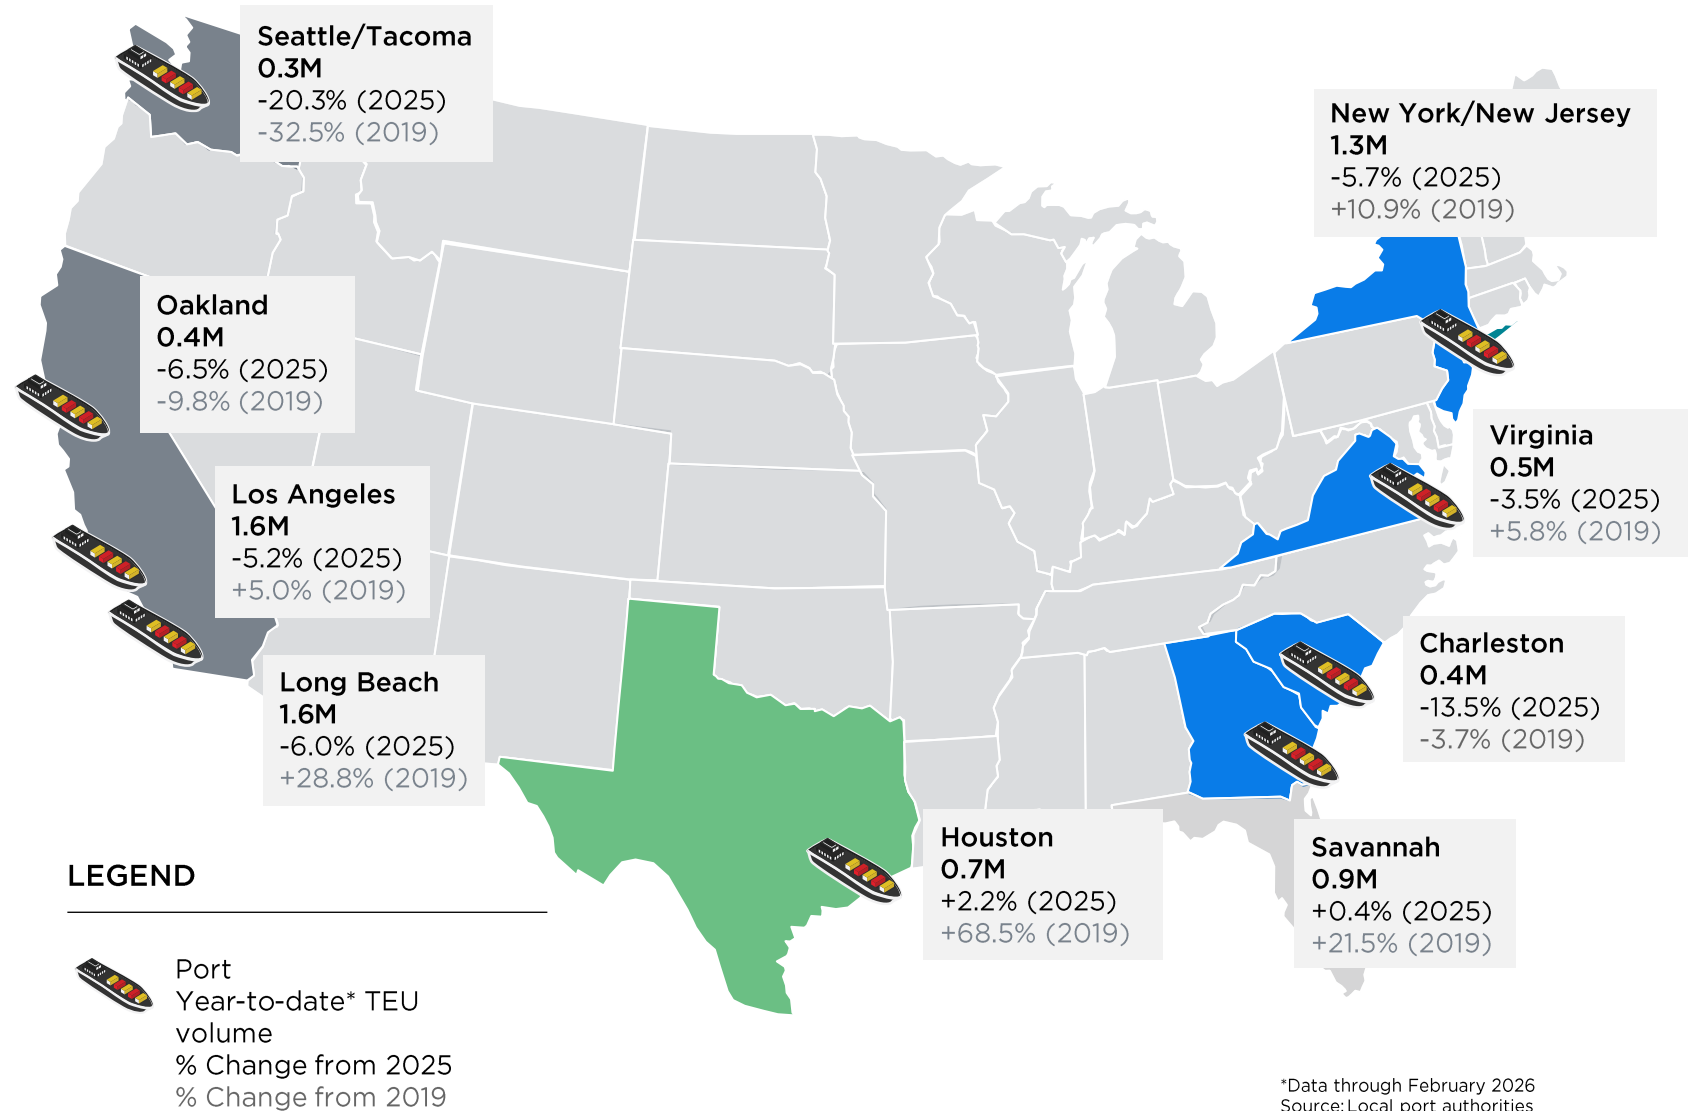 Seattle/Tacoma
0.3M
-20.3% (2025)
-32.5% (2019)
New York/New Jersey
1.3M
-5.7% (2025)
+10.9% (2019)
Oakland
0.4M
-6.5% (2025)
-9.8% (2019)
Virginia
0.5M
-3.5% (2025)
+5.8% (2019)
Los Angeles
1.6M
-5.2% (2025)
+5.0% (2019)
Charleston
0.4M
-13.5% (2025)
-3.7% (2019)
Long Beach
1.6M
-6.0% (2025)
+28.8% (2019)
Houston
0.7M
+2.2% (2025)
+68.5% (2019)
Savannah
0.9M
+0.4% (2025)
+21.5% (2019)
LEGEND
Port
Year-to-date* TEU
volume
% Change from 2025
% Change from 2019
*Data through February 2026
Source: Local port authorities